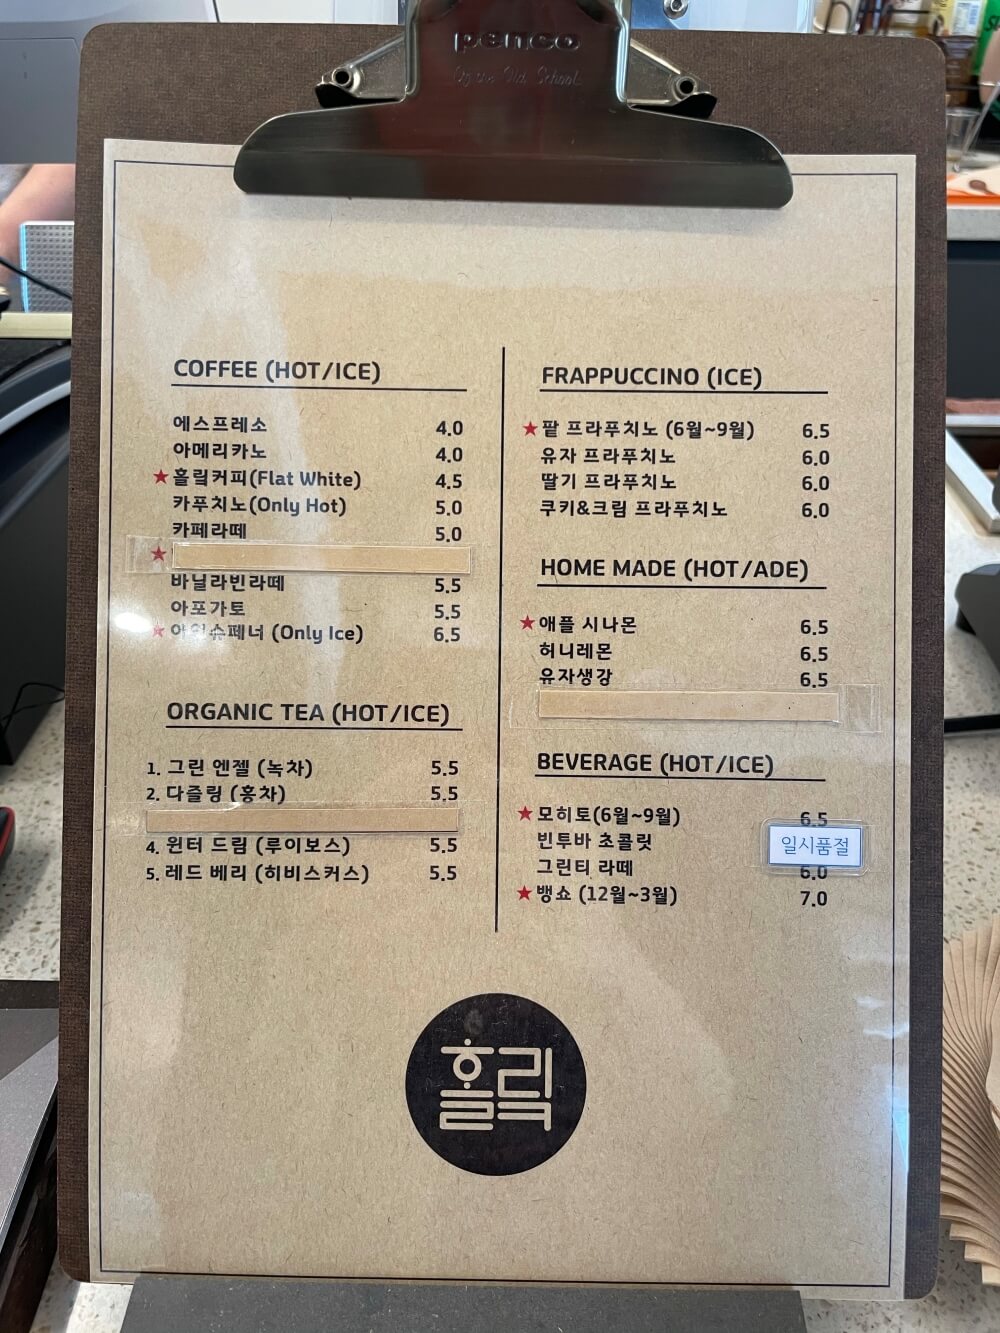 penco
Of the Old School
COFFEE (HOT/ICE)
에스프레소 4.0
아메리카노 4.0
★홀릭커피(Flat White) 4.5
카푸치노(Only Hot) 5.0
카페라떼 5.0
★
바닐라빈라떼 5.5
아포가토 5.5
★아인슈페너 (Only Ice) 6.5
ORGANIC TEA (HOT/ICE)
1. 그린 엔젤 (녹차) 5.5
2. 다즐링 (홍차) 5.5
4. 윈터 드림 (루이보스) 5.5
5. 레드 베리 (히비스커스) 5.5
FRAPPUCCINO (ICE)
★팥 프라푸치노 (6월~9월) 6.5
유자 프라푸치노 6.0
딸기 프라푸치노 6.0
쿠키&크림 프라푸치노 6.0
HOME MADE (HOT/ADE)
★애플 시나몬 6.5
허니레몬 6.5
유자생강 6.5
BEVERAGE (HOT/ICE)
★모히토(6월~9월) 6.5
빈투바 초콜릿 일시품절
그린티 라떼 6.0
★뱅쇼 (12월~3월) 7.0
홀릭